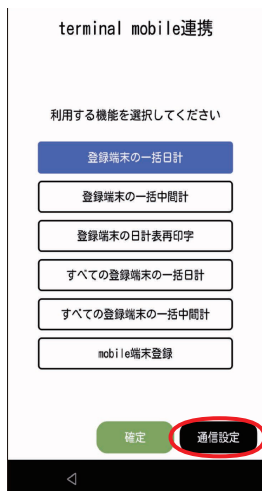 terminal mobile連携
利用する機能を選択してください
登録端末の一括日計
登録端末の一括中間計
登録端末の日計表再印字
すべての登録端末の一括日計
すべての登録端末の一括中間計
mobile端末登録
確定 通信設定